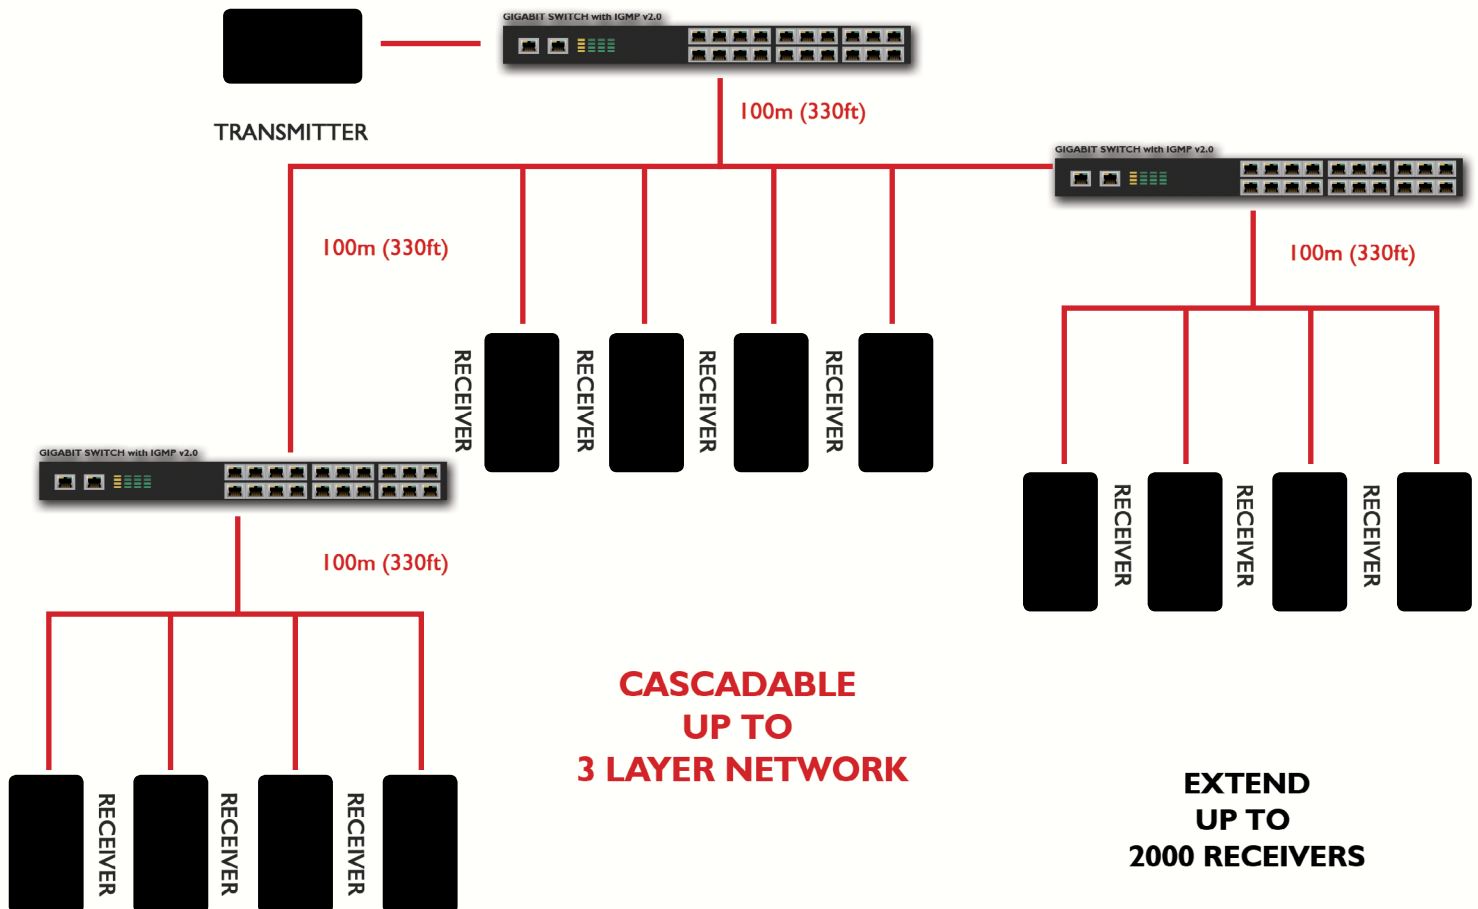 GIGABIT SWITCH with IGMP v2.0
TRANSMITTER
100m (330ft)
GIGABIT SWITCH with IGMP v2.0
100m (330ft)
100m (330ft)
RECEIVER
RECEIVER
RECEIVER
RECEIVER
GIGABIT SWITCH with IGMP v2.0
RECEIVER
RECEIVER
RECEIVER
100m (330ft)
CASCADABLE
UP TO
3 LAYER NETWORK
EXTEND
UP TO
2000 RECEIVERS
RECEIVER
RECEIVER
RECEIVER